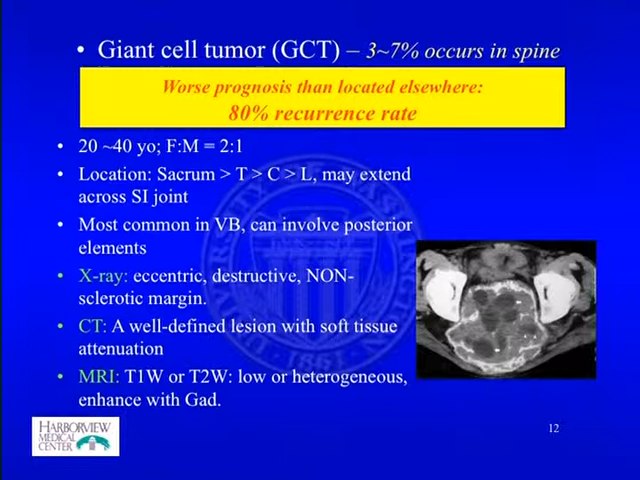 • Giant cell tumor (GCT) – 3~7% occurs in spine
Worse prognosis than located elsewhere:
80% recurrence rate
• 20 ~40 yo; F:M = 2:1
• Location: Sacrum > T > C > L, may extend
across SI joint
• Most common in VB, can involve posterior
elements
• X-ray: eccentric, destructive, NON-
sclerotic margin.
• CT: A well-defined lesion with soft tissue
attenuation
• MRI: T1W or T2W: low or heterogeneous,
enhance with Gad.
HARBORVIEW
MEDICAL
CENTER
12